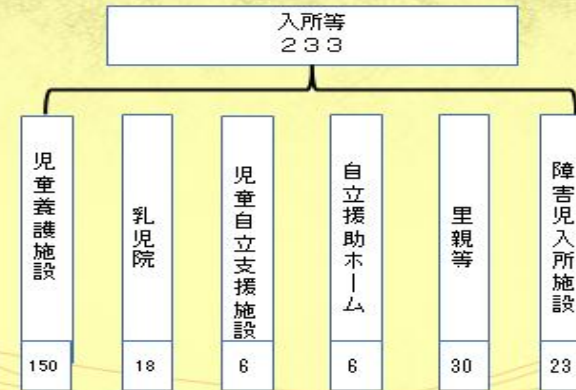 入所等
２３３
児童養護施設
乳児院
児童自立支援施設
自立援助ホーム
里親等
障害児入所施設
150
18
6
6
30
23